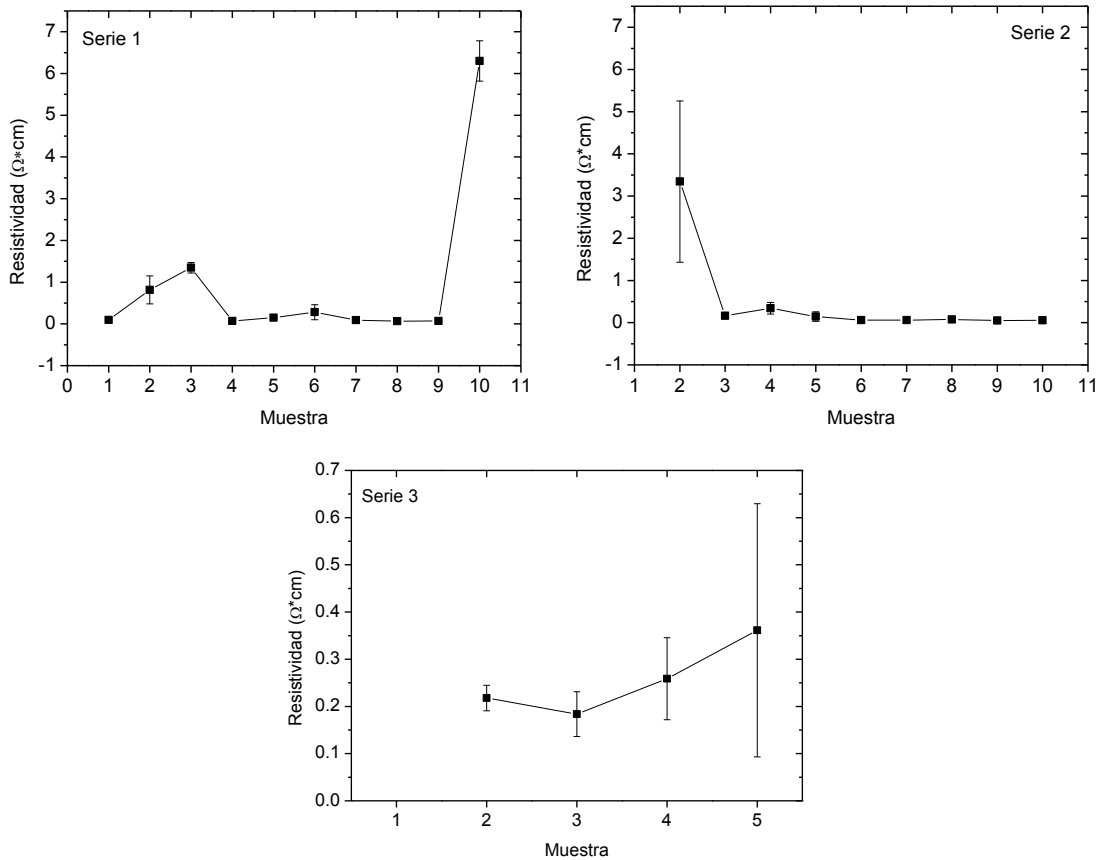 Serie 1
Resistividad (Ω*cm)
7
6
5
4
3
2
1
0
-1
0 1 2 3 4 5 6 7 8 9 10 11
Muestra
Serie 2
Resistividad (Ω*cm)
7
6
5
4
3
2
1
0
-1
1 2 3 4 5 6 7 8 9 10 11
Muestra
Serie 3
Resistividad (Ω*cm)
0.7
0.6
0.5
0.4
0.3
0.2
0.1
0.0
1 2 3 4 5
Muestra